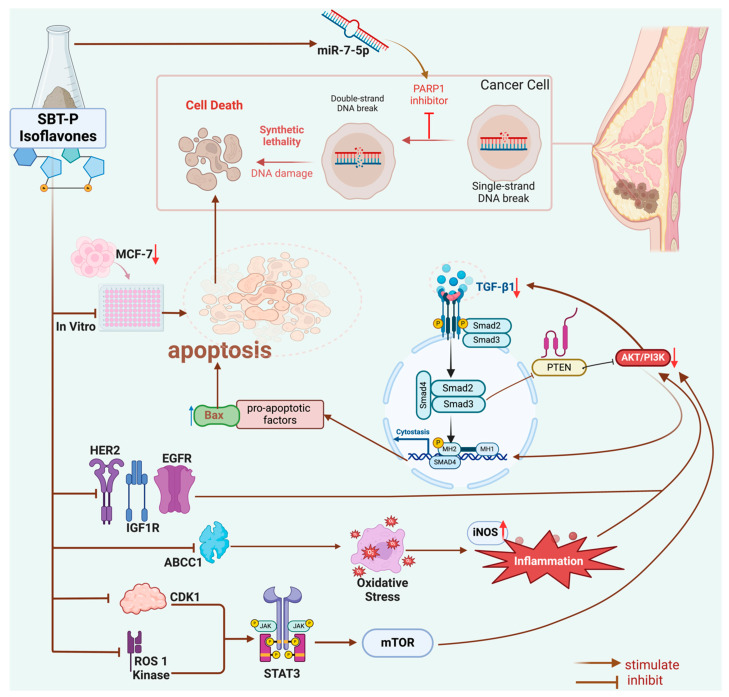 miR-7-5p
SBT-P
Isoflavones
Cancer Cell
Cell Death
Double-strand
DNA break
PARP1
inhibitor
Synthetic
lethality
DNA damage
Single-strand
DNA break
MCF-7
In Vitro
apoptosis
TGF-β1
P
P
Smad2
Smad3
PTEN
AKT/PI3K
Smad4
Smad2
Smad3
Bax
pro-apoptotic
factors
Cytostasis
P
MH2
MH1
SMAD4
HER2
EGFR
IGF1R
ABCC1
O₂
Oxidative
Stress
iNOS
Inflammation
CDK1
ROS 1
Kinase
P
JAK
JAK
P
P
P
P
P
STAT3
mTOR
stimulate
inhibit